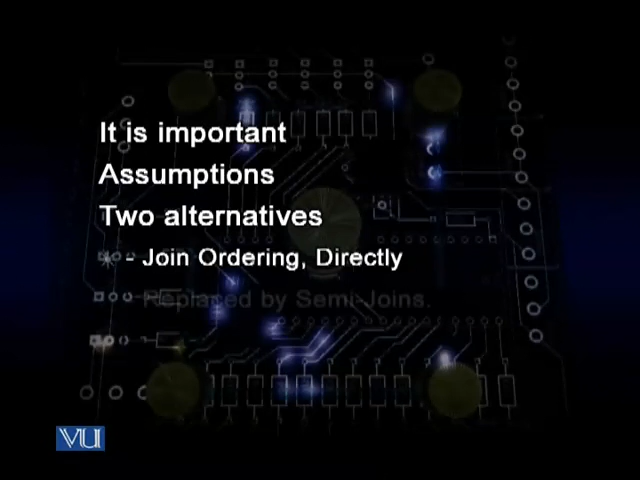 It is important
Assumptions
Two alternatives
- Join Ordering, Directly
Replaced by Semi-Joins.
VU